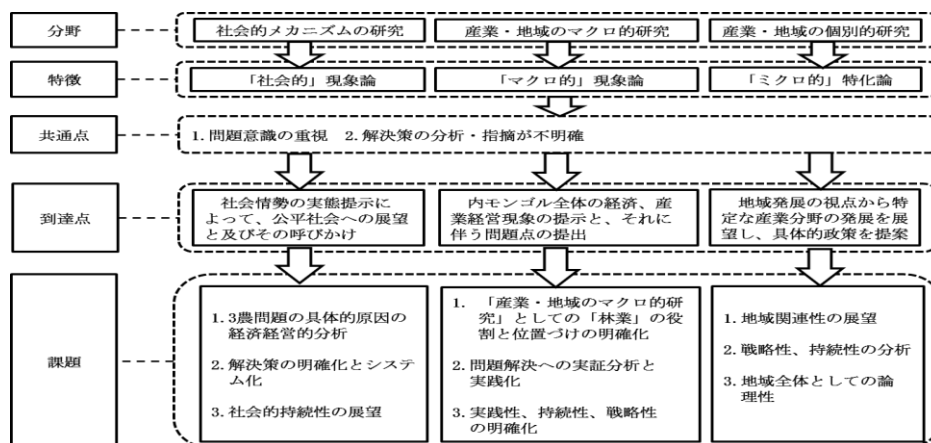 分野
社会的メカニズムの研究
産業・地域のマクロ的研究
産業・地域の個別的研究
特徴
「社会的」現象論
「マクロ的」現象論
「ミクロ的」特化論
共通点
1. 問題意識の重視 2. 解決策の分析・指摘が不明確
到達点
社会情勢の実態提示に
よって、公平社会への展望
と及びその呼びかけ
内モンゴル全体の経済、産
業経営現象の提示と、それに
伴う問題点の提出
地域発展の視点から特
定な産業分野の発展を展
望し、具体的政策を提案
課題
1. 3農問題の具体的原因の
経済経営的分析
2. 解決策の明確化とシステ
ム化
3. 社会的持続性の展望
1. 「産業・地域のマクロ的研
究」としての「林業」の役
割と位置づけの明確化
2. 問題解決への実証分析と
実践化
3. 実践性、持続性、戦略性
の明確化
1. 地域関連性の展望
2. 戦略性、持続性の分析
3. 地域全体としての論
理性